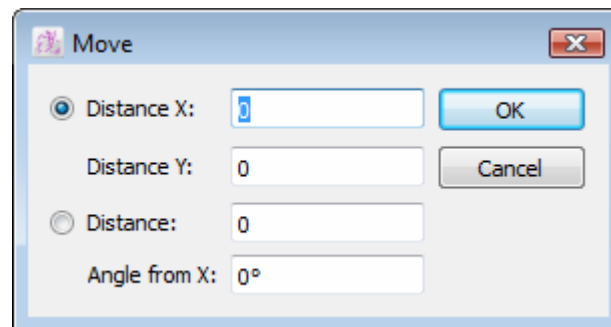 Move
Distance X: 0 OK
Distance Y: 0 Cancel
Distance: 0
Angle from X: 0°